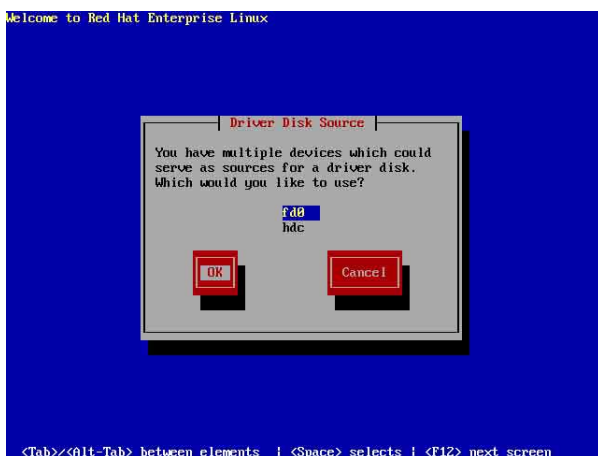 Welcome to Red Hat Enterprise Linux
Driver Disk Source
You have multiple devices which could
serve as sources for a driver disk.
Which would you like to use?
fd0
hdc
OK Cancel
<Tab>/<Alt-Tab> between elements | <Space> selects | <F12> next screen